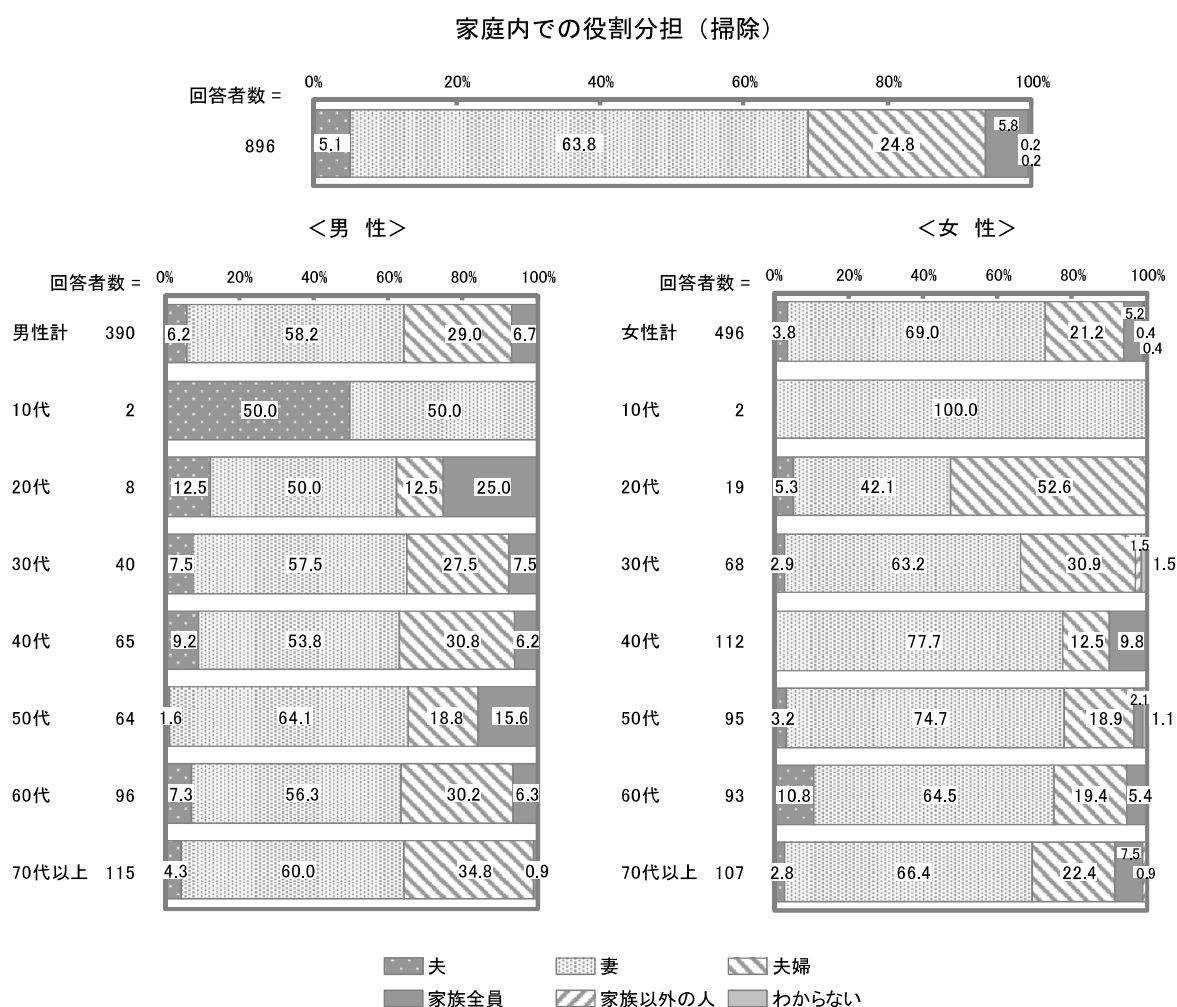 家庭内での役割分担（掃除）
0% 20% 40% 60% 80% 100%
回答者数 =
896 5.1 63.8 24.8 5.8 0.2 0.2
＜男 性＞
回答者数 = 0% 20% 40% 60% 80% 100%
男性計 390 6.2 58.2 29.0 6.7
10代 2 50.0 50.0
20代 8 12.5 50.0 12.5 25.0
30代 40 7.5 57.5 27.5 7.5
40代 65 9.2 53.8 30.8 6.2
50代 64 1.6 64.1 18.8 15.6
60代 96 7.3 56.3 30.2 6.3
70代以上 115 4.3 60.0 34.8 0.9
＜女 性＞
回答者数 = 0% 20% 40% 60% 80% 100%
女性計 496 3.8 69.0 21.2 5.2 0.4 0.4
10代 2 100.0
20代 19 5.3 42.1 52.6
30代 68 2.9 63.2 30.9 1.5 1.5
40代 112 77.7 12.5 9.8
50代 95 3.2 74.7 18.9 2.1 1.1
60代 93 10.8 64.5 19.4 5.4
70代以上 107 2.8 66.4 22.4 7.5 0.9
夫 妻 夫婦
家族全員 家族以外の人 わからない